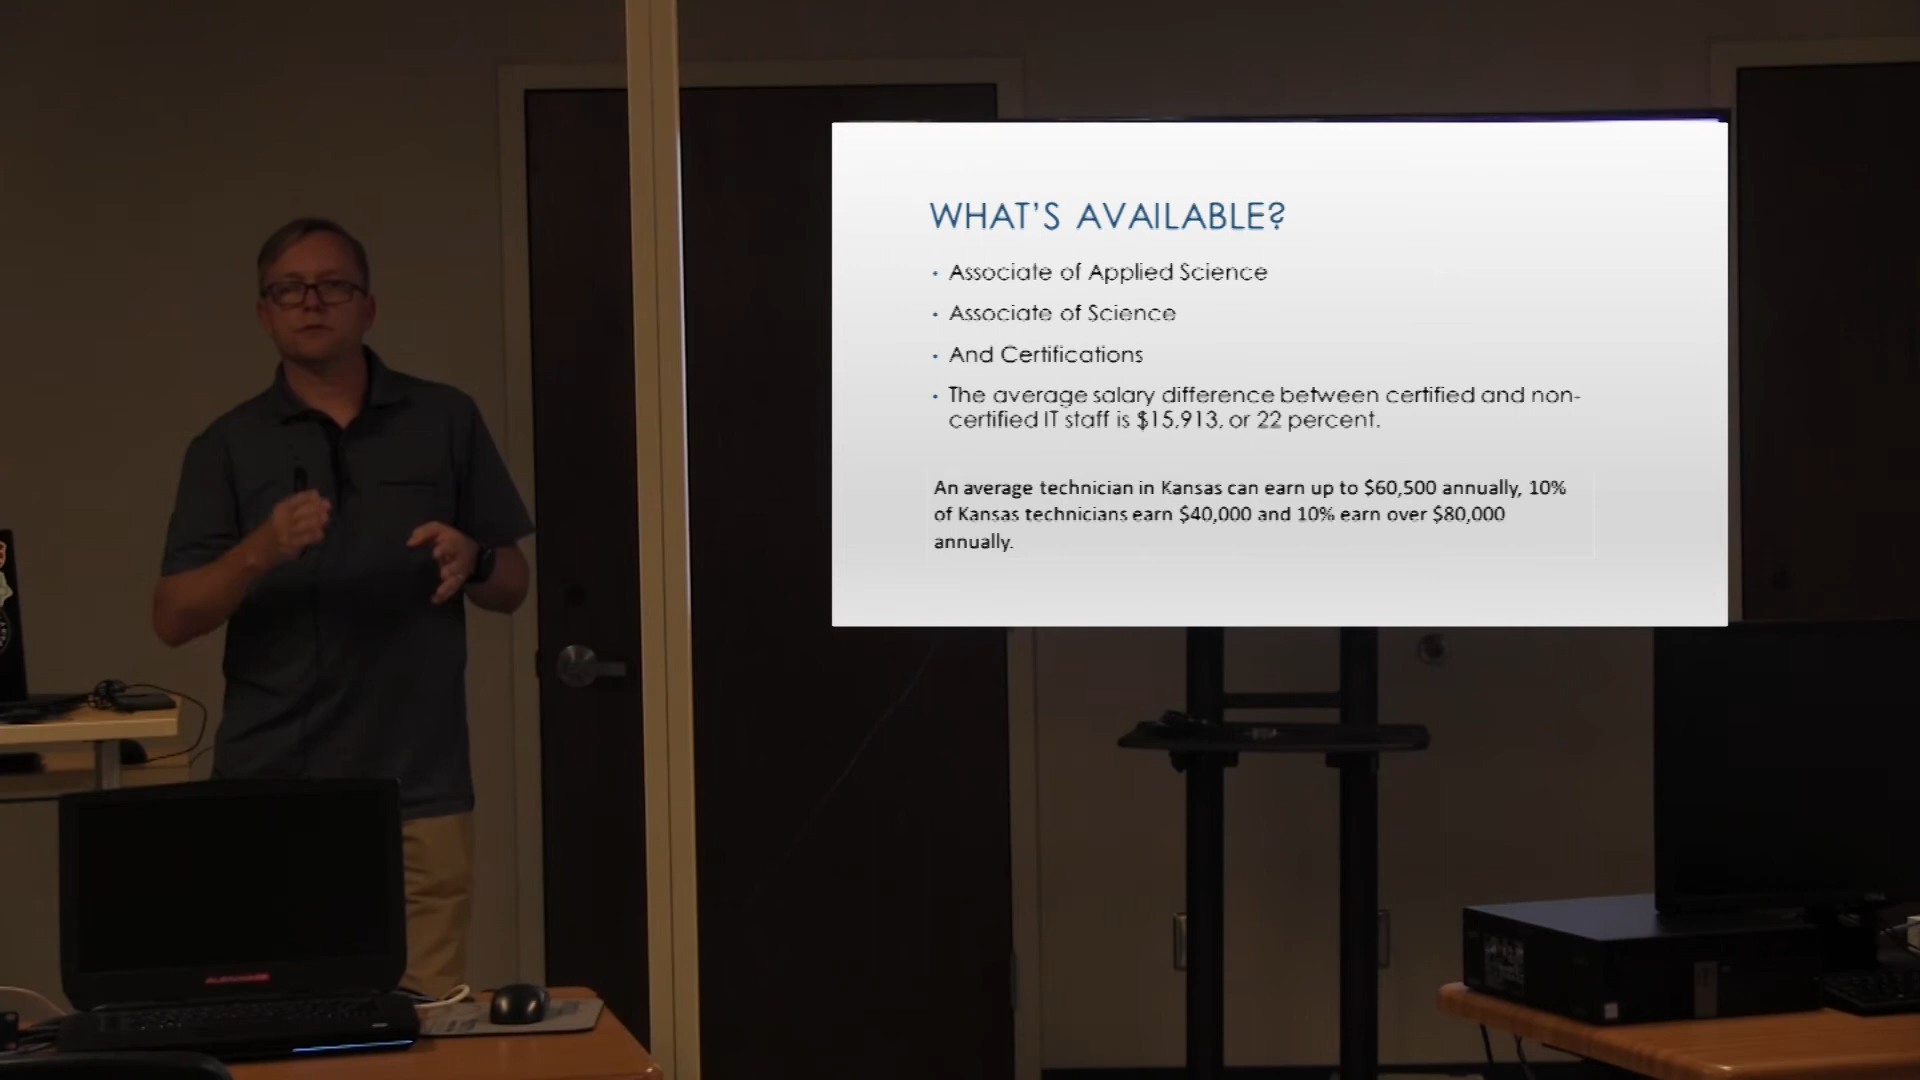 WHAT'S AVAILABLE?
• Associate of Applied Science
• Associate of Science
• And Certifications
• The average salary difference between certified and non-
certified IT staff is $15,913, or 22 percent.
An average technician in Kansas can earn up to $60,500 annually, 10%
of Kansas technicians earn $40,000 and 10% earn over $80,000
annually.
ALIENWARE